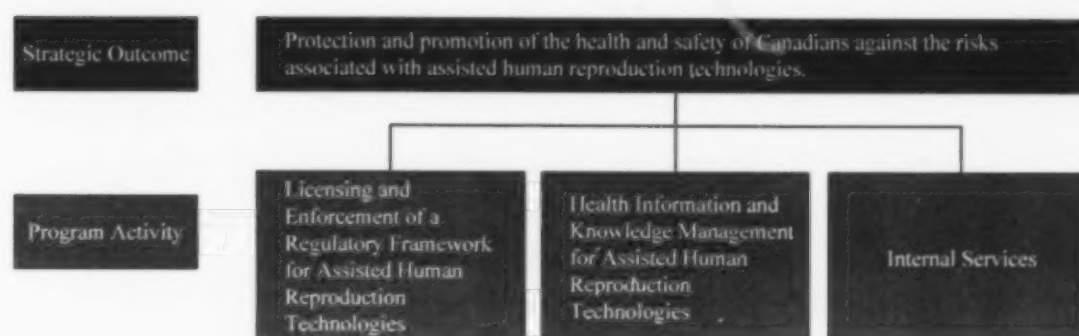 Strategic Outcome
Protection and promotion of the health and safety of Canadians against the risks
associated with assisted human reproduction technologies.
Program Activity
Licensing and
Enforcement of a
Regulatory Framework
for Assisted Human
Reproduction
Technologies
Health Information and
Knowledge Management
for Assisted Human
Reproduction
Technologies
Internal Services